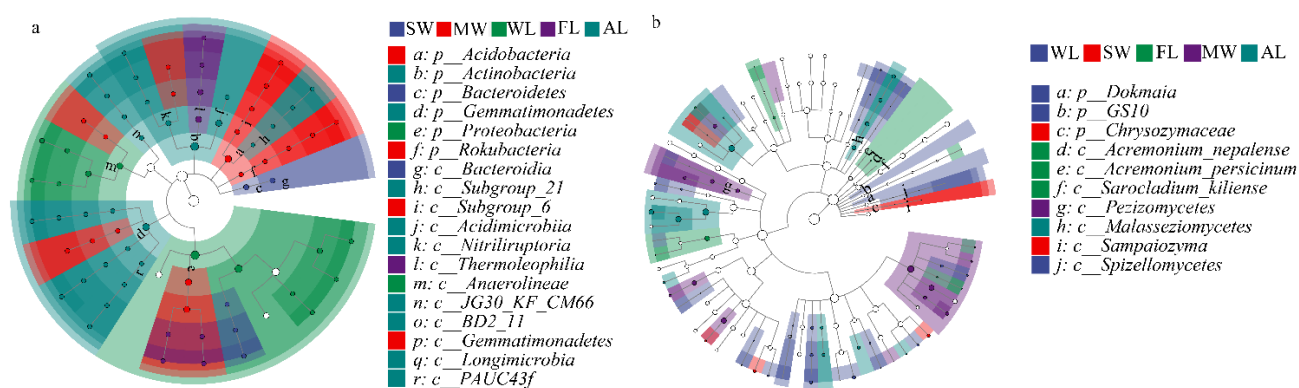 a
SW MW WL FL AL
a: p__Acidobacteria
b: p__Actinobacteria
c: p__Bacteroidetes
d: p__Gemmatimonadetes
e: p__Proteobacteria
f: p__Rokubacteria
g: c__Bacteroidia
h: c__Subgroup_21
i: c__Subgroup_6
j: c__Acidimicrobiia
k: c__Nitriliruptoria
l: c__Thermoleophilia
m: c__Anaerolineae
n: c__JG30_KF_CM66
o: c__BD2_11
p: c__Gemmatimonadetes
q: c__Longimicrobia
r: c__PAUC43f
b
WL SW FL MW AL
a: p__Dokmaia
b: p__GS10
c: p__Chrysozymaceae
d: c__Acremonium_nepalense
e: c__Acremonium_persicinum
f: c__Sarocladium_kiliense
g: c__Pezizomycetes
h: c__Malasseziomycetes
i: c__Sampaiozyma
j: c__Spizellomycetes